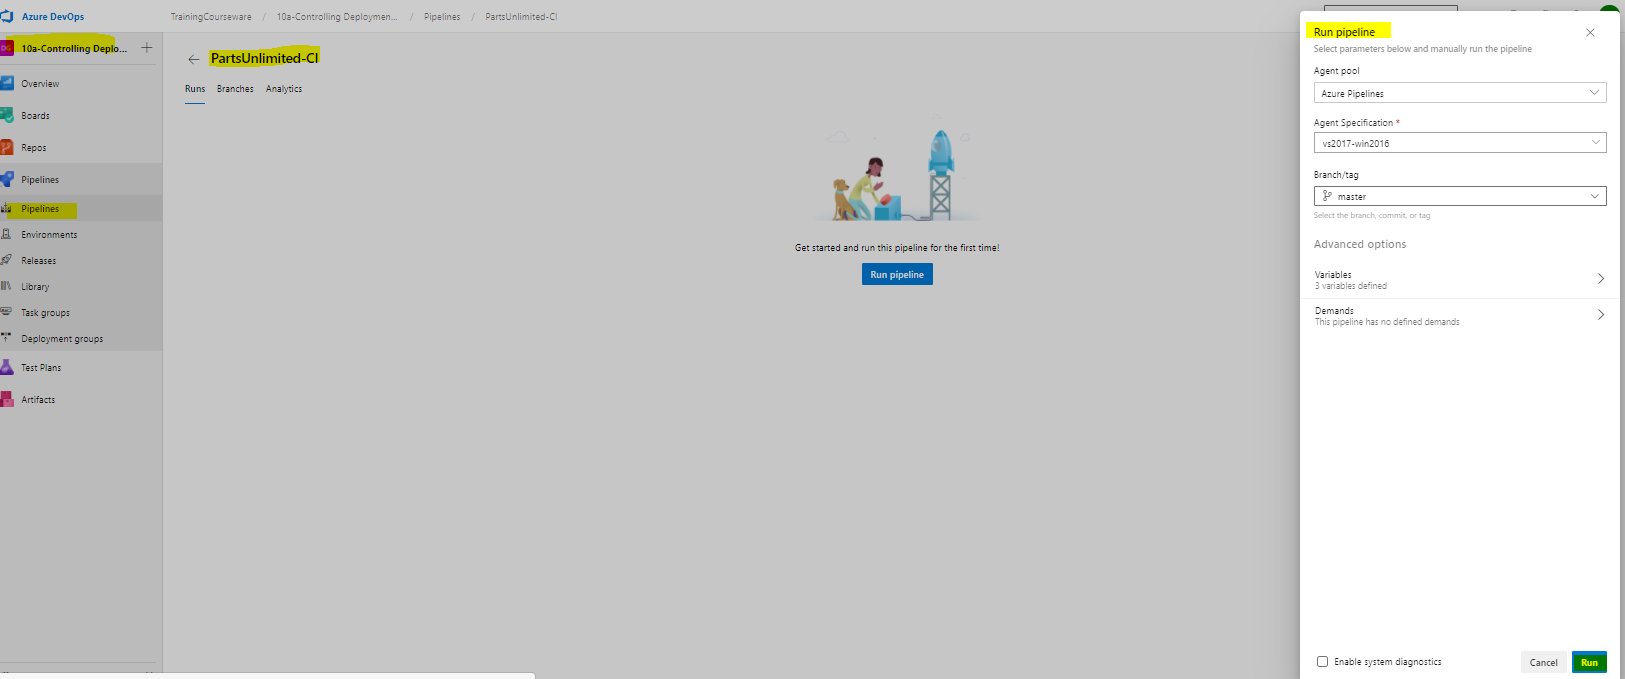 Azure DevOps
TrainingCourseware / 10a-Controlling Deploymen... / Pipelines / PartsUnlimited-CI
DG 10a-Controlling Deplo... +
Overview
Boards
Repos
Pipelines
Pipelines
Environments
Releases
Library
Task groups
Deployment groups
Test Plans
Artifacts
PartsUnlimited-CI
Runs Branches Analytics
Get started and run this pipeline for the first time!
Run pipeline
Run pipeline
Select parameters below and manually run the pipeline
Agent pool
Azure Pipelines
Agent Specification *
vs2017-win2016
Branch/tag
master
Select the branch, commit, or tag
Advanced options
Variables
3 variables defined
Demands
This pipeline has no defined demands
Enable system diagnostics
Cancel Run